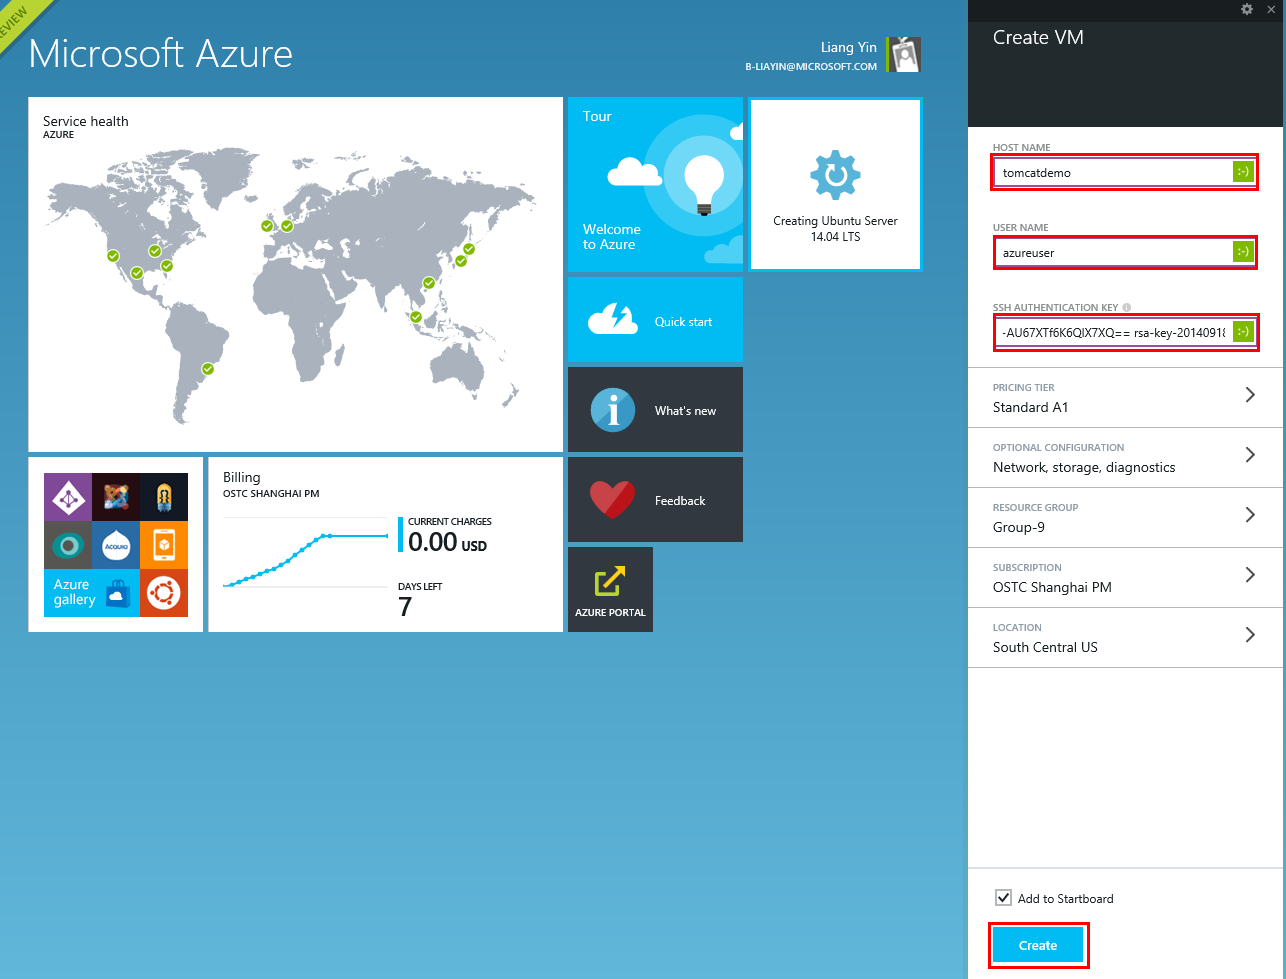 Microsoft Azure
Liang Yin
B-LIAYIN@MICROSOFT.COM
Service health
AZURE
Tour
Welcome
to Azure
Creating Ubuntu Server
14.04 LTS
Quick start
What's new
Azure
gallery
Acquia
Billing
OSTC SHANGHAI PM
CURRENT CHARGES
0.00 USD
DAYS LEFT
7
Feedback
AZURE PORTAL
Create VM
HOST NAME
tomcatdemo
:-)
USER NAME
azureuser
:-)
SSH AUTHENTICATION KEY
-AU67XTf6K6QIX7XQ== rsa-key-20140918
:-)
PRICING TIER
Standard A1
OPTIONAL CONFIGURATION
Network, storage, diagnostics
RESOURCE GROUP
Group-9
SUBSCRIPTION
OSTC Shanghai PM
LOCATION
South Central US
Add to Startboard
Create